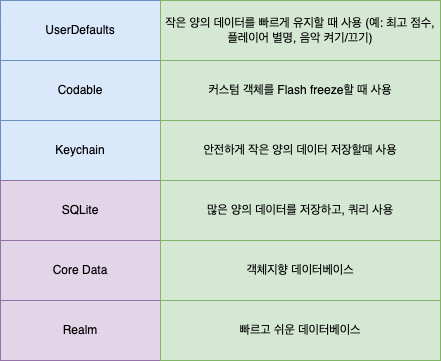 UserDefaults
작은 양의 데이터를 빠르게 유지할 때 사용 (예: 최고 점수,
플레이어 별명, 음악 켜기/끄기)
Codable
커스텀 객체를 Flash freeze할 때 사용
Keychain
안전하게 작은 양의 데이터 저장할때 사용
SQLite
많은 양의 데이터를 저장하고, 쿼리 사용
Core Data
객체지향 데이터베이스
Realm
빠르고 쉬운 데이터베이스